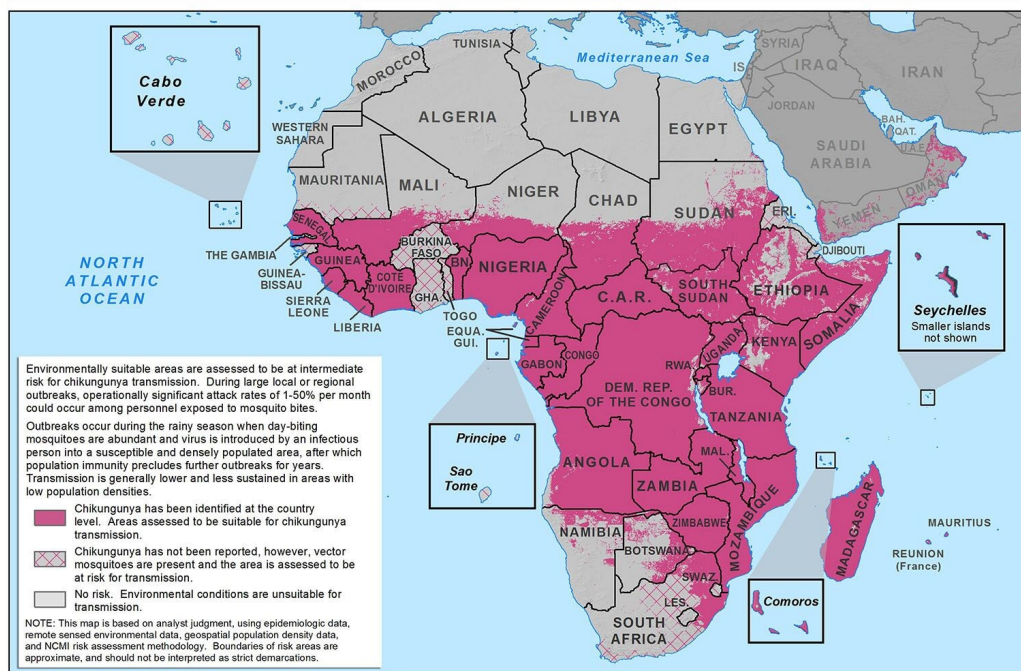 Cabo
Verde
TUNISIA
Mediterranean Sea
MOROCCO
SYRIA
IS.
IRAQ
IRAN
JORDAN
ALGERIA
LIBYA
EGYPT
WESTERN
SAHARA
BAH.
QAT.
U.A.E.
SAUDI
ARABIA
OMAN
YEMEN
MAURITANIA
MALI
NIGER
CHAD
SUDAN
ERI.
DJIBOUTI
SENEGAL
THE GAMBIA
GUINEA-
BISSAU
GUINEA
SIERRA
LEONE
LIBERIA
COTE
D'IVOIRE
BURKINA
FASO
GHA.
TOGO
BN.
NIGERIA
CAMEROON
EQUA.
GUI.
C.A.R.
SOUTH
SUDAN
ETHIOPIA
SOMALIA
NORTH
ATLANTIC
OCEAN
Seychelles
Smaller islands
not shown
GABON
CONGO
DEM. REP.
OF THE CONGO
UGANDA
KENYA
RWA.
BUR.
TANZANIA
Principe
Sao
Tome
ANGOLA
ZAMBIA
MAL.
MOZAMBIQUE
ZIMBABWE
NAMIBIA
BOTSWANA
SWAZ.
LES.
SOUTH
AFRICA
MADAGASCAR
MAURITIUS
REUNION
(France)
Comoros
Environmentally suitable areas are assessed to be at intermediate
risk for chikungunya transmission. During large local or regional
outbreaks, operationally significant attack rates of 1-50% per month
could occur among personnel exposed to mosquito bites.
Outbreaks occur during the rainy season when day-biting
mosquitoes are abundant and virus is introduced by an infectious
person into a susceptible and densely populated area, after which
population immunity precludes further outbreaks for years.
Transmission is generally lower and less sustained in areas with
low population densities.
Chikungunya has been identified at the country
level. Areas assessed to be suitable for chikungunya
transmission.
Chikungunya has not been reported, however, vector
mosquitoes are present and the area is assessed to be
at risk for transmission.
No risk. Environmental conditions are unsuitable for
transmission.
NOTE: This map is based on analyst judgment, using epidemiologic data,
remote sensed environmental data, geospatial population density data,
and NCMI risk assessment methodology. Boundaries of risk areas are
approximate, and should not be interpreted as strict demarcations.